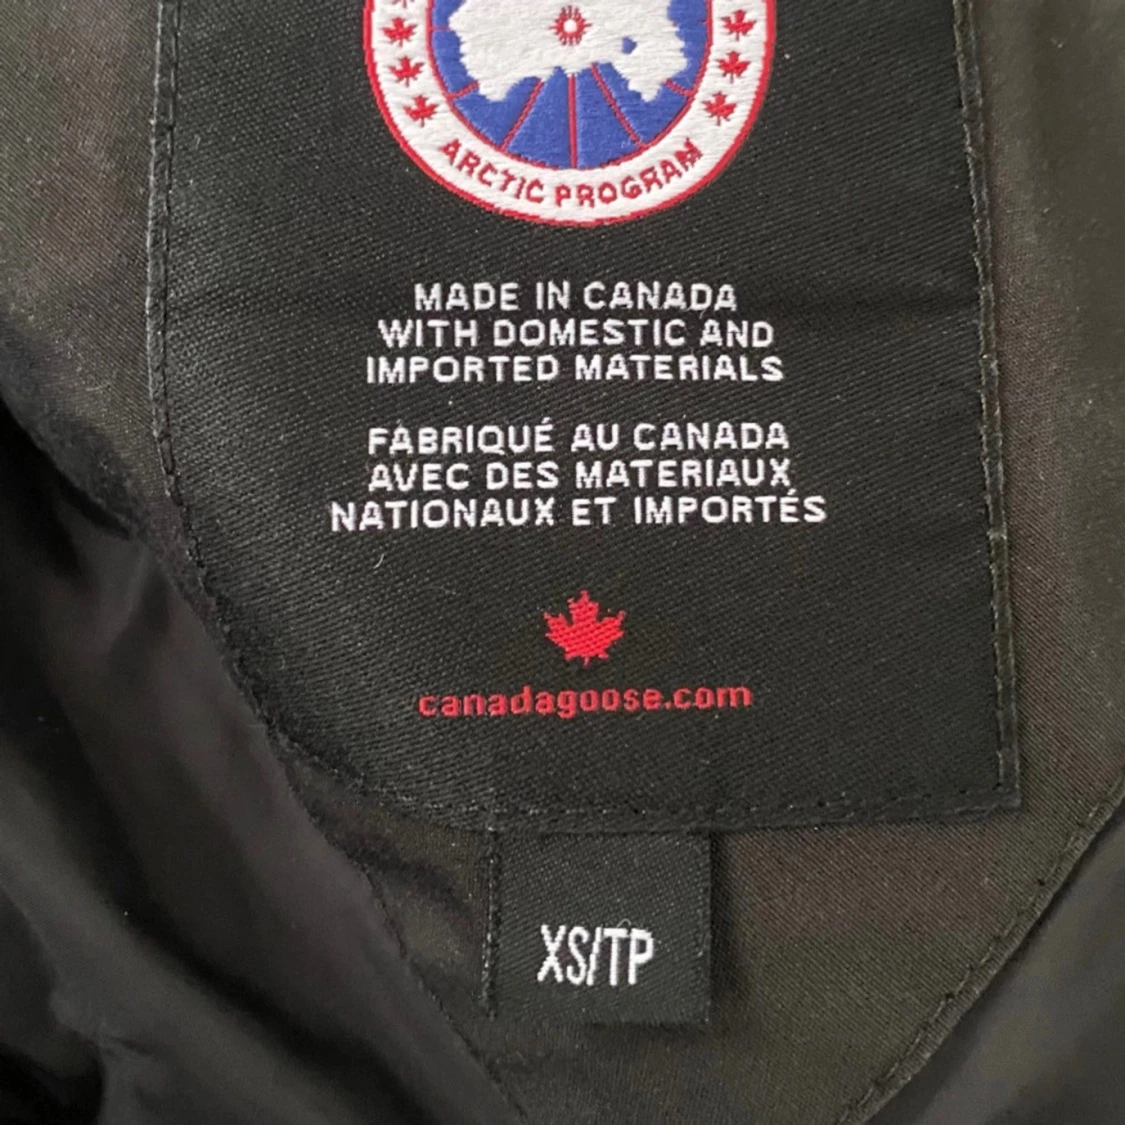 ARCTIC PROGRAM
MADE IN CANADA
WITH DOMESTIC AND
IMPORTED MATERIALS
FABRIQUÉ AU CANADA
AVEC DES MATERIAUX
NATIONAUX ET IMPORTÉS
canadagoose.com
XS/TP